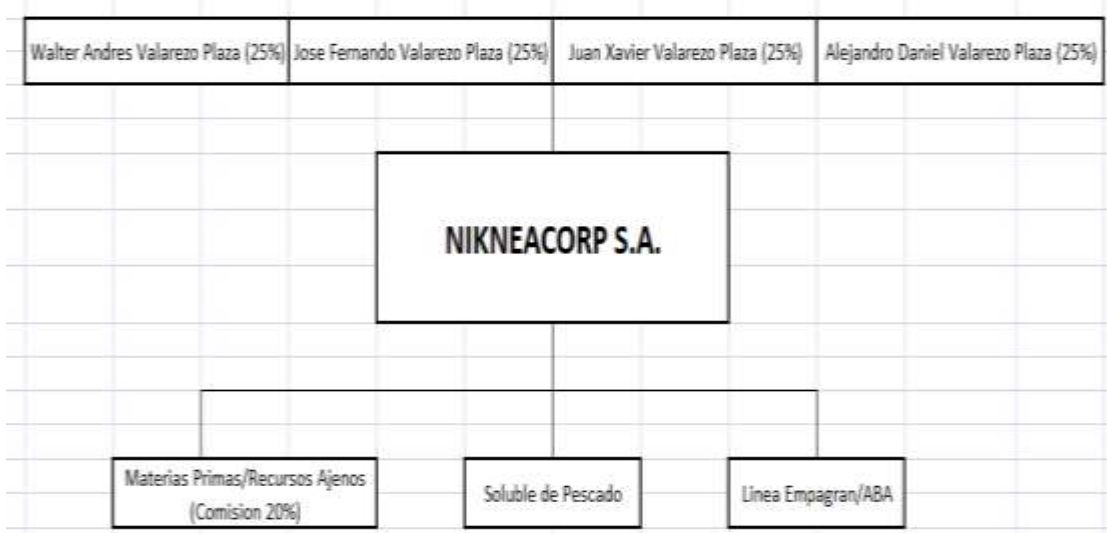 Walter Andres Valarezo Plaza (25%)
Jose Fernando Valarezo Plaza (25%)
Juan Xavier Valarezo Plaza (25%)
Alejandro Daniel Valarezo Plaza (25%)
NIKNEACORP S.A.
Materias Primas/Recursos Ajenos
(Comision 20%)
Soluble de Pescado
Linea Empagran/ABA